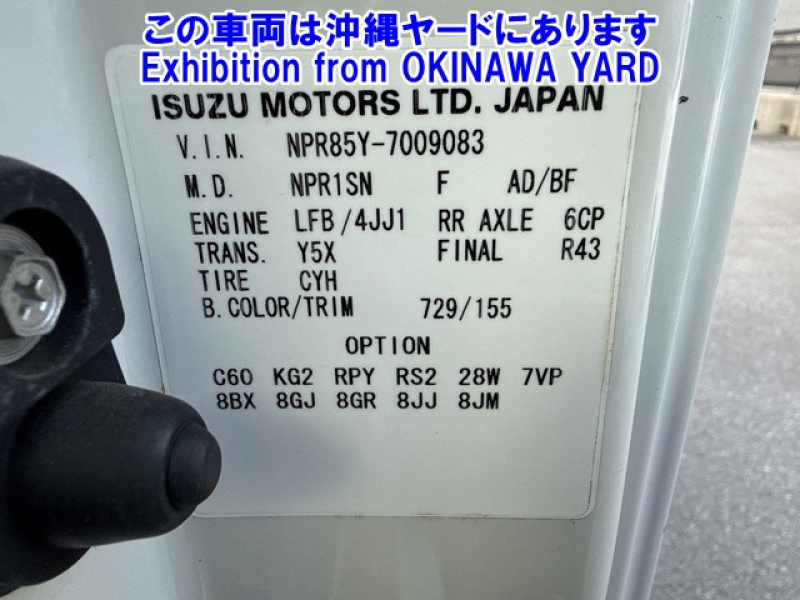 この車両は沖縄ヤードにあります
Exhibition from OKINAWA YARD
ISUZU MOTORS LTD. JAPAN
V.I.N. NPR85Y-7009083
M.D. NPR1SN F AD/BF
ENGINE LFB/4JJ1 RR AXLE 6CP
TRANS. Y5X FINAL R43
TIRE CYH
B.COLOR/TRIM 729/155
OPTION
C60 KG2 RPY RS2 28W 7VP
8BX 8GJ 8GR 8JJ 8JM